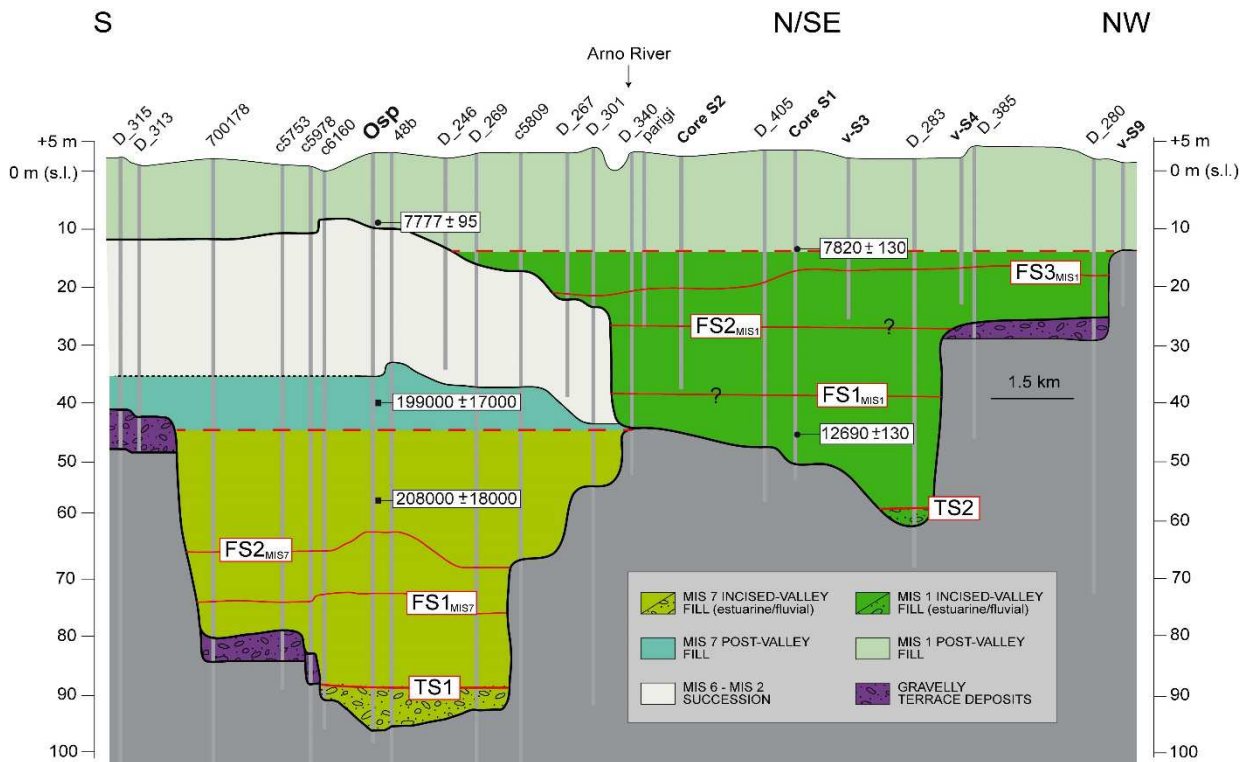 S
N/SE
NW
Arno River
D_315
D_313
700178
c5753
c5978
c6160
Osp
48b
D_246
D_269
c5809
D_267
D_301
D_340
parigi
Core S2
D_405
Core S1
v-S3
D_283
v-S4
D_385
D_280
v-S9
+5 m
0 m (s.l.)
10
20
30
40
50
60
70
80
90
100
+5 m
0 m (s.l.)
10
20
30
40
50
60
70
80
90
100
7777 ± 95
7820 ± 130
FS3MIS1
FS2MIS1
?
?
FS1MIS1
1.5 km
199000 ± 17000
12690 ±130
208000 ± 18000
TS2
FS2MIS7
FS1MIS7
TS1
MIS 7 INCISED-VALLEY
FILL (estuarine/fluvial)
MIS 1 INCISED-VALLEY
FILL (estuarine/fluvial)
MIS 7 POST-VALLEY
FILL
MIS 1 POST-VALLEY
FILL
MIS 6 - MIS 2
SUCCESSION
GRAVELLY
TERRACE DEPOSITS